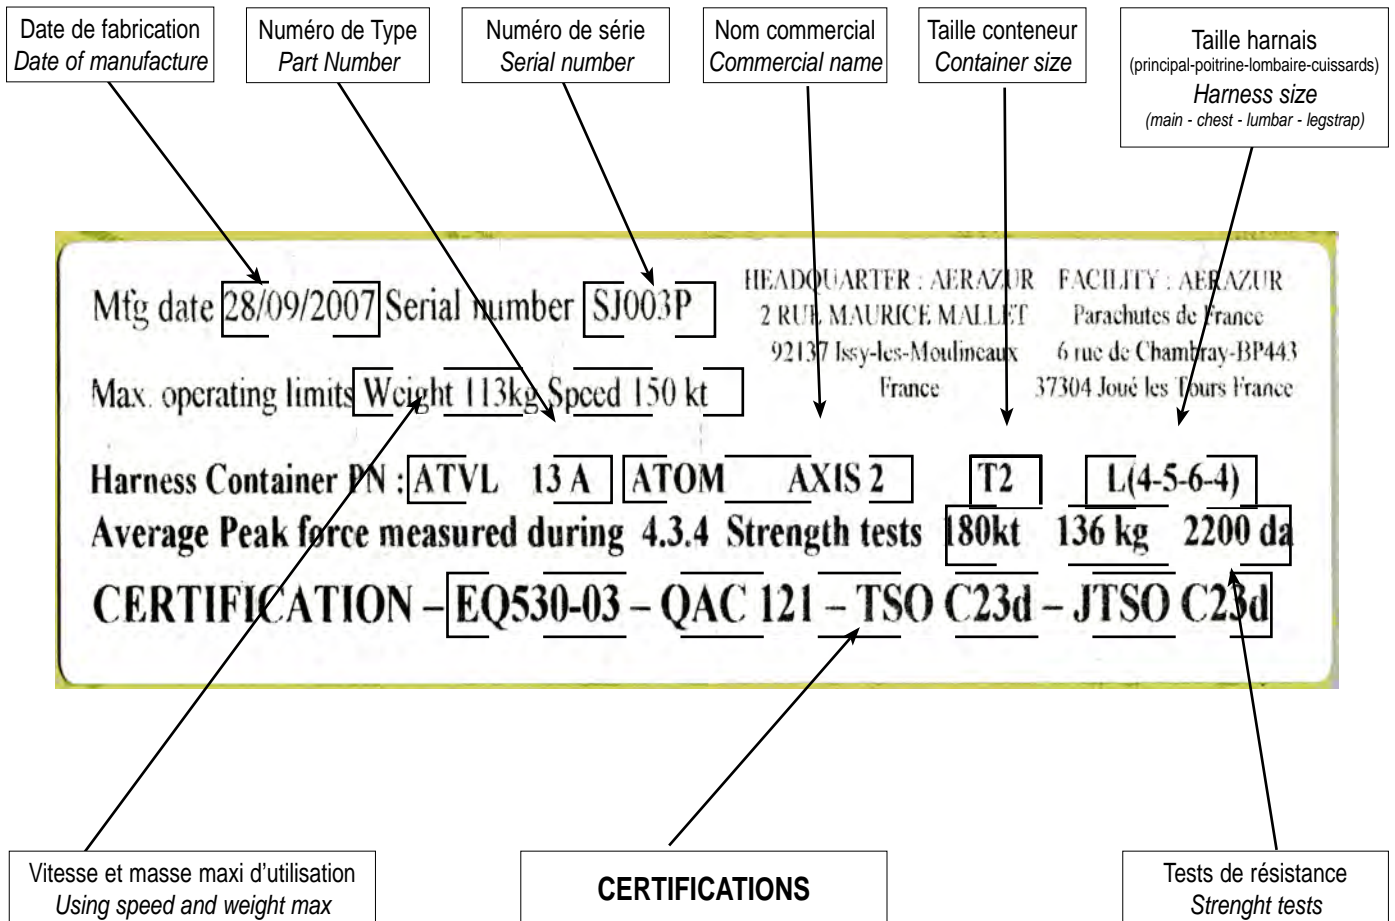 Date de fabrication
Date of manufacture
Numéro de Type
Part Number
Numéro de série
Serial number
Nom commercial
Commercial name
Taille conteneur
Container size
Taille harnais
(principal-poitrine-lombaire-cuissards)
Harness size
(main - chest - lumbar - legstrap)
Mfg date 28/09/2007 Serial number SJ003P
HEADQUARTER : AERAZUR
2 RUE MAURICE MALLET
92137 Issy-les-Moulineaux
France
FACILITY : AERAZUR
Parachutes de France
6 rue de Chambray-BP443
37304 Joué les Tours France
Max. operating limits Weight 113kg Speed 150 kt
Harness Container PN : ATVL 13 A ATOM AXIS 2 T2 L(4-5-6-4)
Average Peak force measured during 4.3.4 Strength tests 180kt 136 kg 2200 da
CERTIFICATION – EQ530-03 – QAC 121 – TSO C23d – JTSO C23d
Vitesse et masse maxi d'utilisation
Using speed and weight max
CERTIFICATIONS
Tests de résistance
Strenght tests